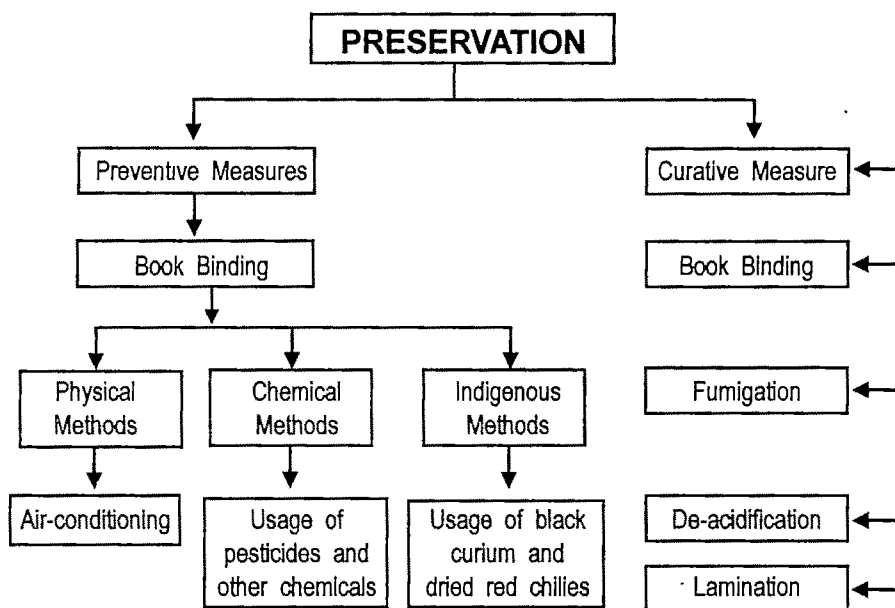 PRESERVATION
Preventive Measures
Curative Measure
Book Binding
Book Binding
Physical
Methods
Chemical
Methods
Indigenous
Methods
Fumigation
Air-conditioning
Usage of
pesticides and
other chemicals
Usage of black
curium and
dried red chilies
De-acidification
Lamination